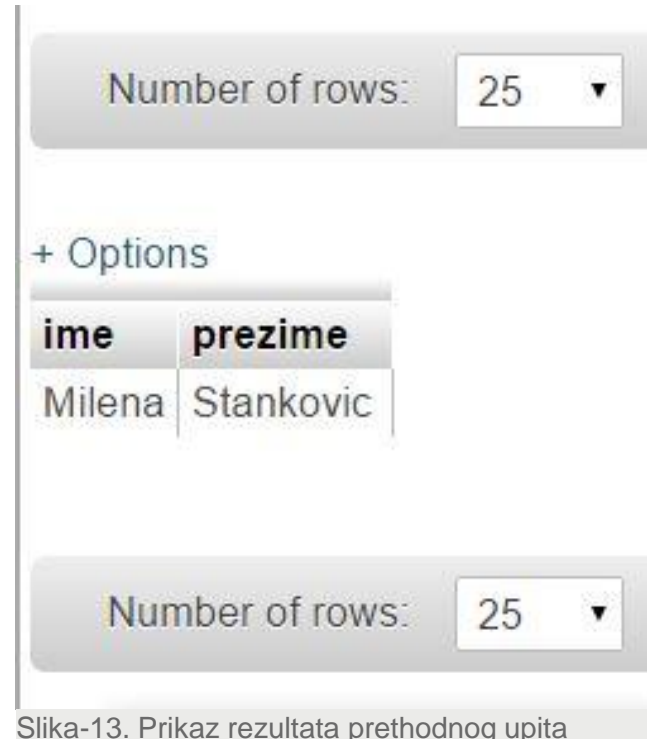 Number of rows: 25
+ Options
ime prezime
Milena Stankovic
Number of rows: 25
Slika-13. Prikaz rezultata prethodnog upita